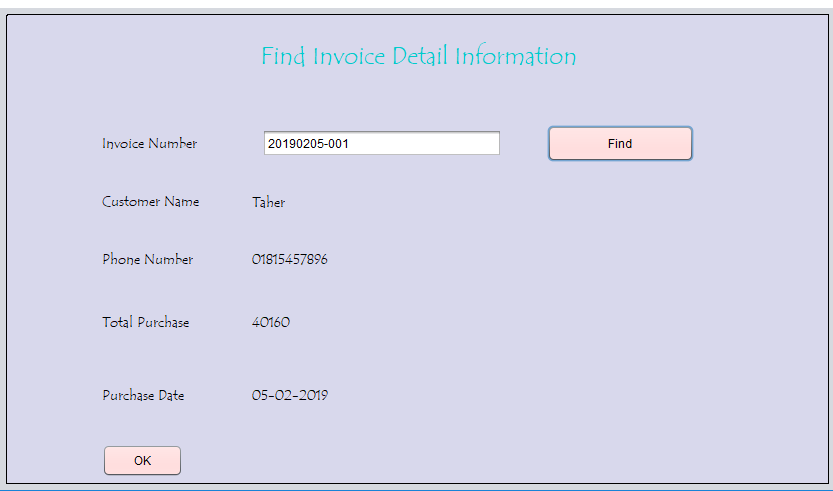 Find Invoice Detail Information
Invoice Number 20190205-001 Find
Customer Name Taher
Phone Number 01815457896
Total Purchase 40160
Purchase Date 05-02-2019
OK